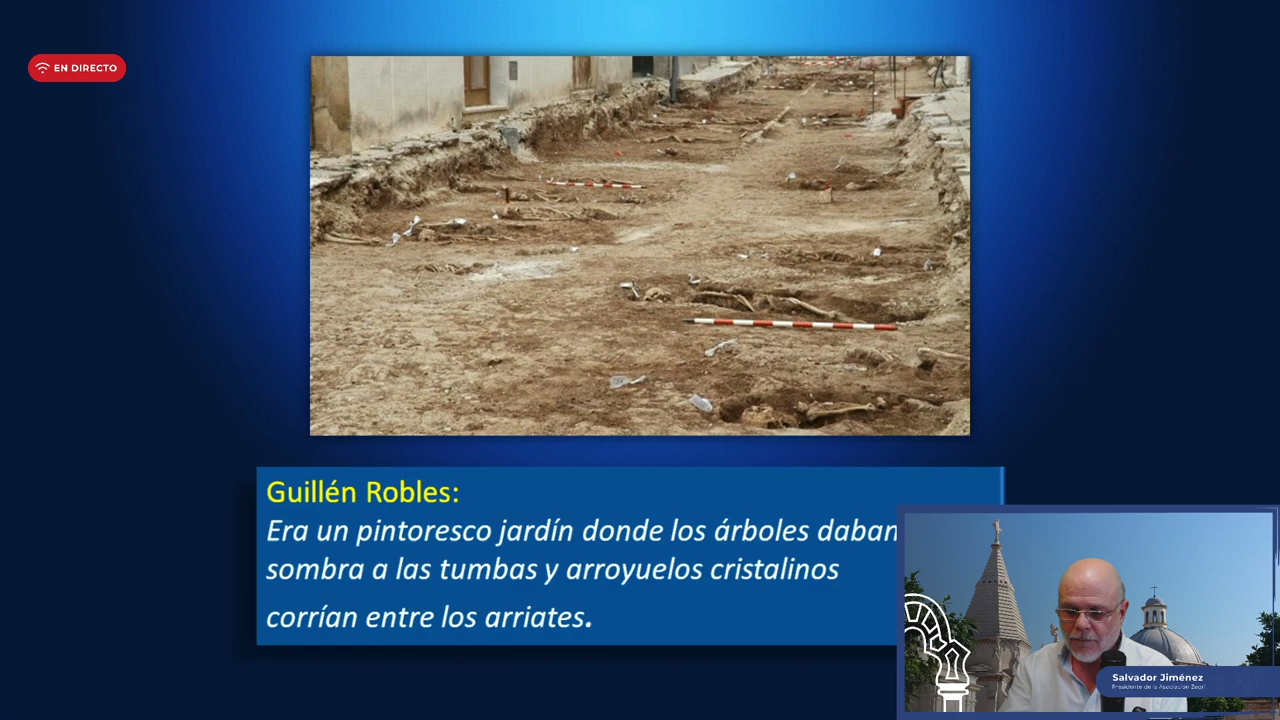 EN DIRECTO
Guillén Robles:
Era un pintoresco jardín donde los árboles daban
sombra a las tumbas y arroyuelos cristalinos
corrían entre los arriates.
Salvador Jiménez
Presidente de la Asociación Zegrí